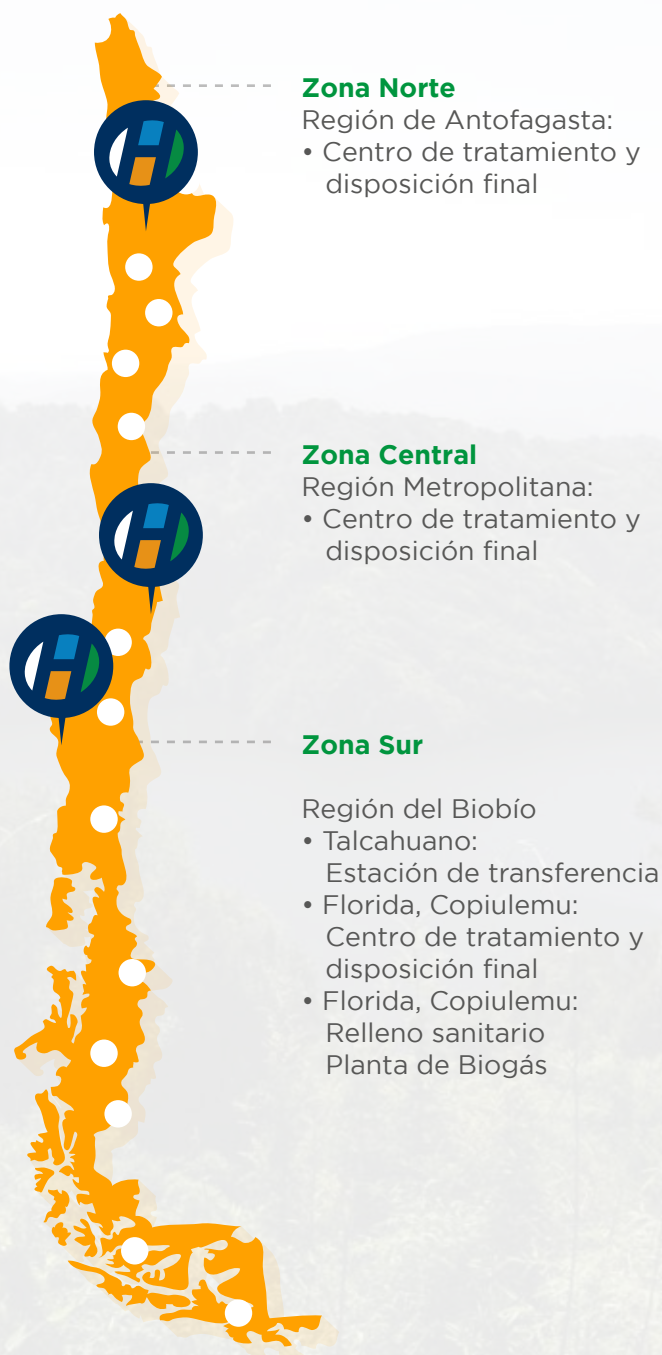 Zona Norte
Región de Antofagasta:
• Centro de tratamiento y
disposición final
Zona Central
Región Metropolitana:
• Centro de tratamiento y
disposición final
Zona Sur
Región del Biobío
• Talcahuano:
Estación de transferencia
• Florida, Copiulemu:
Centro de tratamiento y
disposición final
• Florida, Copiulemu:
Relleno sanitario
Planta de Biogás